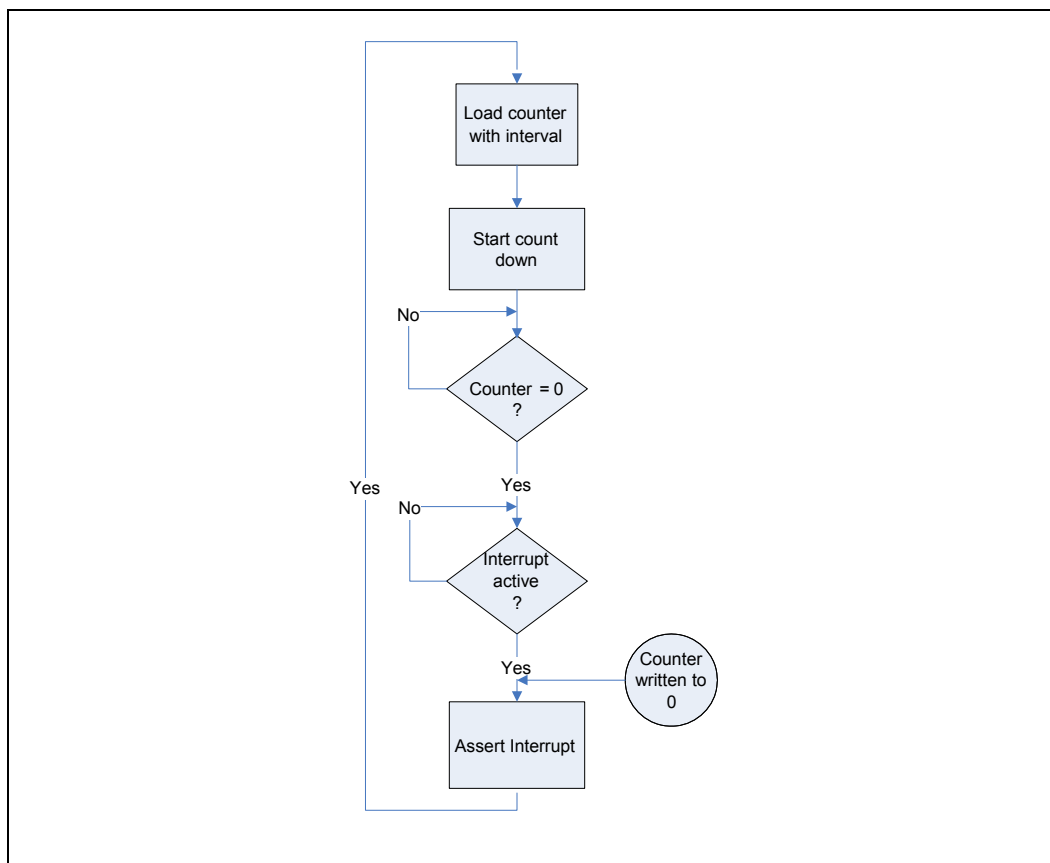 Load counter
with interval
Start count
down
No
Counter = 0
?
Yes
Yes
No
Interrupt
active
?
Yes
Counter
written to
0
Assert Interrupt